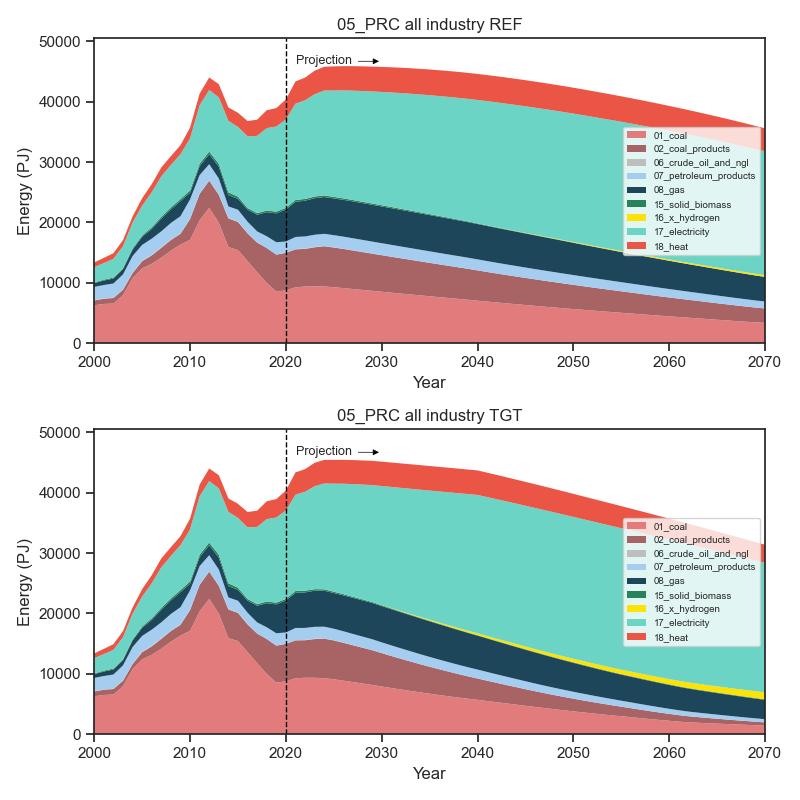 05_PRC all industry REF
50000
Projection
40000
30000
20000
10000
0
Energy (PJ)
01_coal
02_coal_products
06_crude_oil_and_ngl
07_petroleum_products
08_gas
15_solid_biomass
16_x_hydrogen
17_electricity
18_heat
2000 2010 2020 2030 2040 2050 2060 2070
Year
05_PRC all industry TGT
50000
Projection
40000
30000
20000
10000
0
Energy (PJ)
01_coal
02_coal_products
06_crude_oil_and_ngl
07_petroleum_products
08_gas
15_solid_biomass
16_x_hydrogen
17_electricity
18_heat
2000 2010 2020 2030 2040 2050 2060 2070
Year